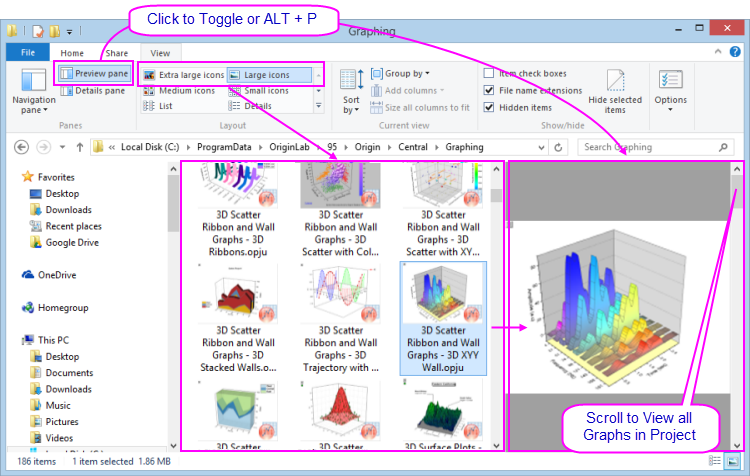 Click to Toggle or ALT + P
Graphing
File Home Share View
Preview pane
Details pane
Navigation pane
Panes
Extra large icons Large icons
Medium icons Small icons
List Details
Layout
Sort by
Group by
Add columns
Size all columns to fit
Current view
Item check boxes
File name extensions
Hidden items
Hide selected items
Show/hide
Options
Local Disk (C:) ProgramData OriginLab 95 Origin Central Graphing
Search Graphing
Favorites
Desktop
Downloads
Recent places
Google Drive
OneDrive
Homegroup
This PC
Desktop
Documents
Downloads
Music
Pictures
Videos
3D Scatter
Ribbon and Wall
Graphs - 3D
Ribbons.opju
3D Scatter
Ribbon and Wall
Graphs - 3D
Scatter with Col...
3D Scatter
Ribbon and Wall
Graphs - 3D
Scatter with XY...
3D Scatter
Ribbon and Wall
Graphs - 3D
Stacked Walls.o...
3D Scatter
Ribbon and Wall
Graphs - 3D
Trajectory with ...
3D Scatter
Ribbon and Wall
Graphs - 3D XYY
Wall.opju
3D Scatter
3D Scatter
3D Surface Plots -
Scroll to View all
Graphs in Project
186 items 1 item selected 1.86 MB